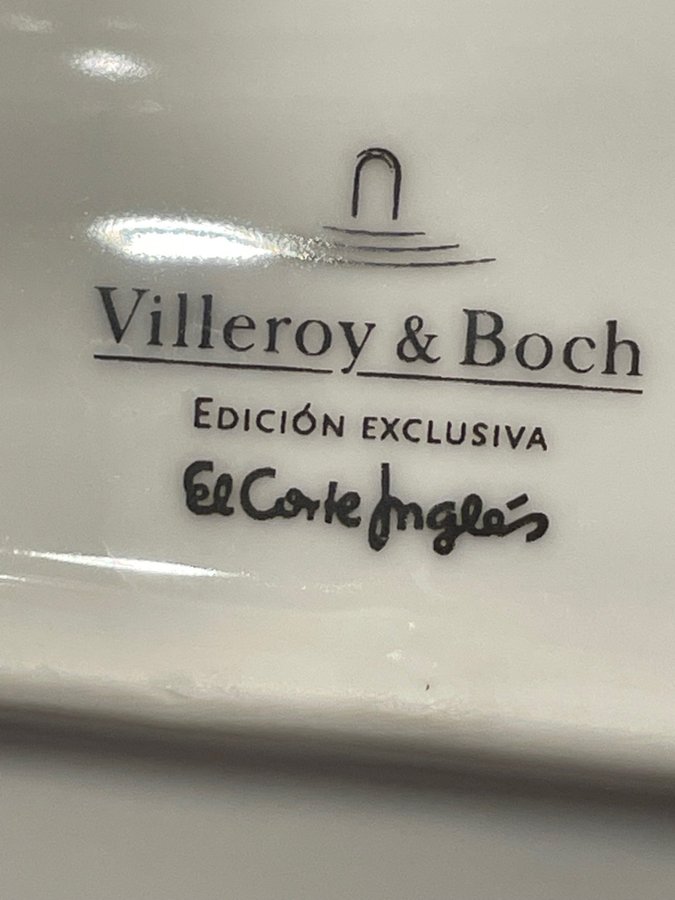 Villeroy & Boch
EDICIÓN EXCLUSIVA
El Corte Inglés